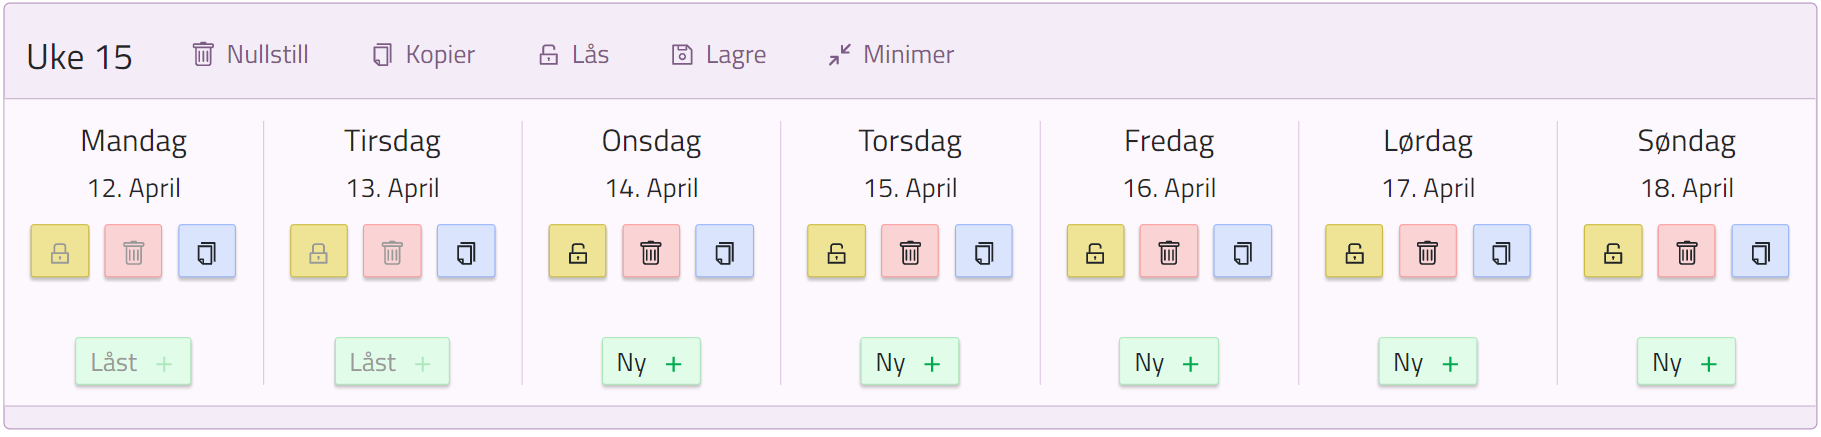 Uke 15 Nullstill Kopier Lås Lagre Minimer
Mandag Tirsdag Onsdag Torsdag Fredag Lørdag Søndag
12. April 13. April 14. April 15. April 16. April 17. April 18. April
Låst + Låst + Ny + Ny + Ny + Ny + Ny +